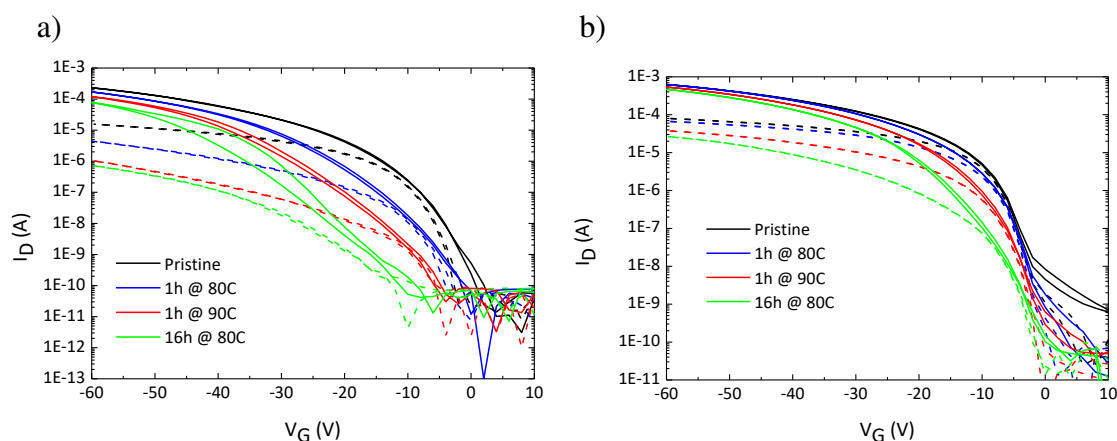 a)
1E-3
1E-4
1E-5
1E-6
1E-7
1E-8
1E-9
1E-10
1E-11
1E-12
1E-13
I_D (A)
Pristine
1h @ 80C
1h @ 90C
16h @ 80C
-60 -50 -40 -30 -20 -10 0 10
V_G (V)
b)
1E-3
1E-4
1E-5
1E-6
1E-7
1E-8
1E-9
1E-10
1E-11
I_D (A)
Pristine
1h @ 80C
1h @ 90C
16h @ 80C
-60 -50 -40 -30 -20 -10 0 10
V_G (V)